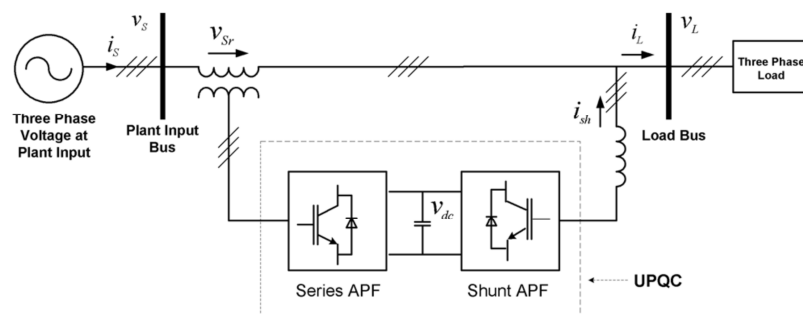 v_S
i_S
v_Sr
i_L
v_L
Three Phase
Voltage at
Plant Input
Plant Input
Bus
i_sh
Load Bus
Three Phase
Load
v_dc
Series APF
Shunt APF
UPQC